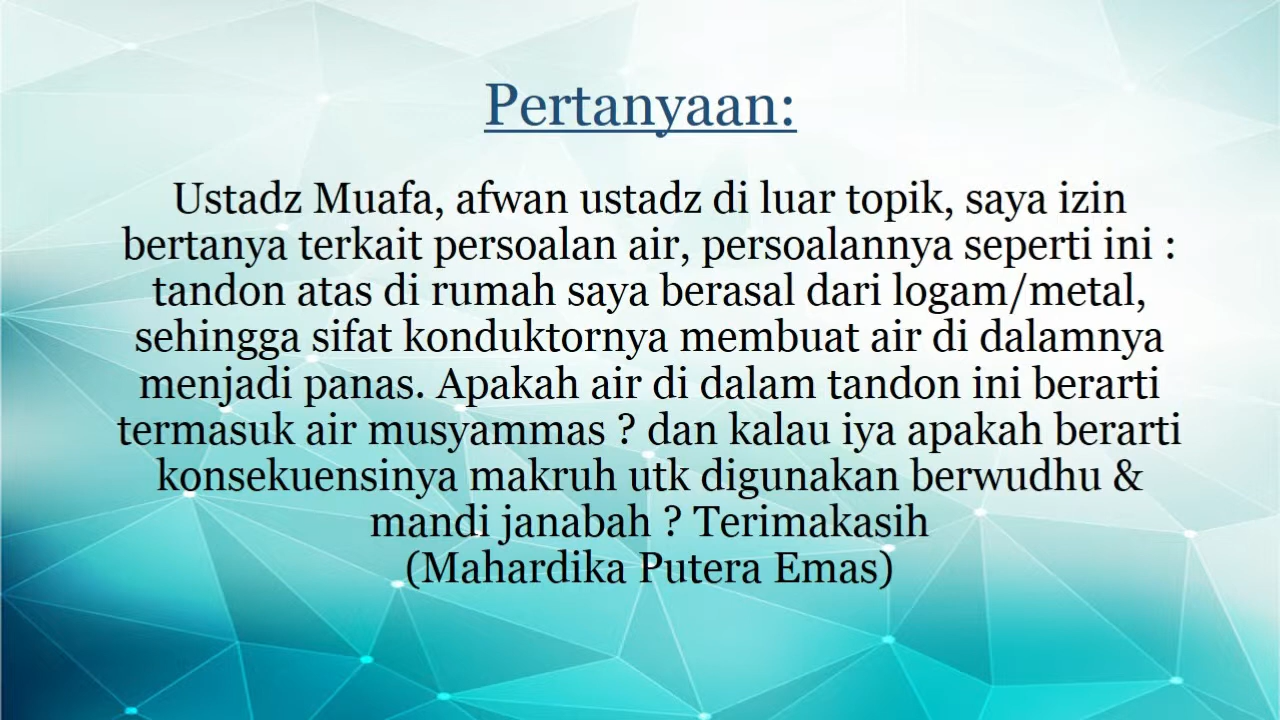 Pertanyaan:
Ustadz Muafa, afwan ustadz di luar topik, saya izin
bertanya terkait persoalan air, persoalannya seperti ini :
tandon atas di rumah saya berasal dari logam/metal,
sehingga sifat konduktornya membuat air di dalamnya
menjadi panas. Apakah air di dalam tandon ini berarti
termasuk air musyammas ? dan kalau iya apakah berarti
konsekuensinya makruh utk digunakan berwudhu &
mandi janabah ? Terimakasih
(Mahardika Putera Emas)